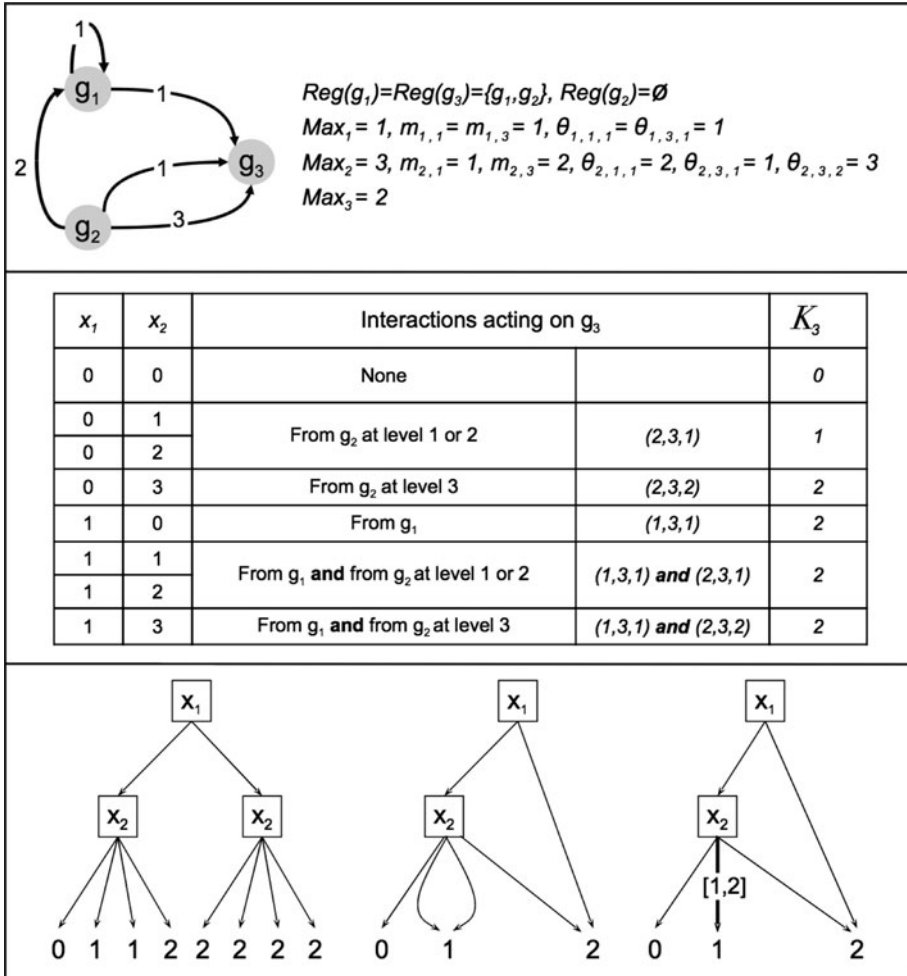 1
g₁
1
2
1
g₃
3
g₂
Reg(g₁)=Reg(g₃)={g₁,g₂}, Reg(g₂)=Ø
Max₁ = 1, m₁,₁ = m₁,₃ = 1, θ₁,₁,₁ = θ₁,₃,₁ = 1
Max₂ = 3, m₂,₁ = 1, m₂,₃ = 2, θ₂,₁,₁ = 2, θ₂,₃,₁ = 1, θ₂,₃,₂ = 3
Max₃ = 2
x₁ x₂ Interactions acting on g₃ K₃
0 0 None 0
0 1
From g₂ at level 1 or 2 (2,3,1) 1
0 2
0 3 From g₂ at level 3 (2,3,2) 2
1 0 From g₁ (1,3,1) 2
1 1
From g₁ and from g₂ at level 1 or 2 (1,3,1) and (2,3,1) 2
1 2
1 3 From g₁ and from g₂ at level 3 (1,3,1) and (2,3,2) 2
x₁ x₁ x₁
x₂ x₂ x₂ x₂
[1,2]
0 1 1 2 2 2 2 2 0 1 2 0 1 2